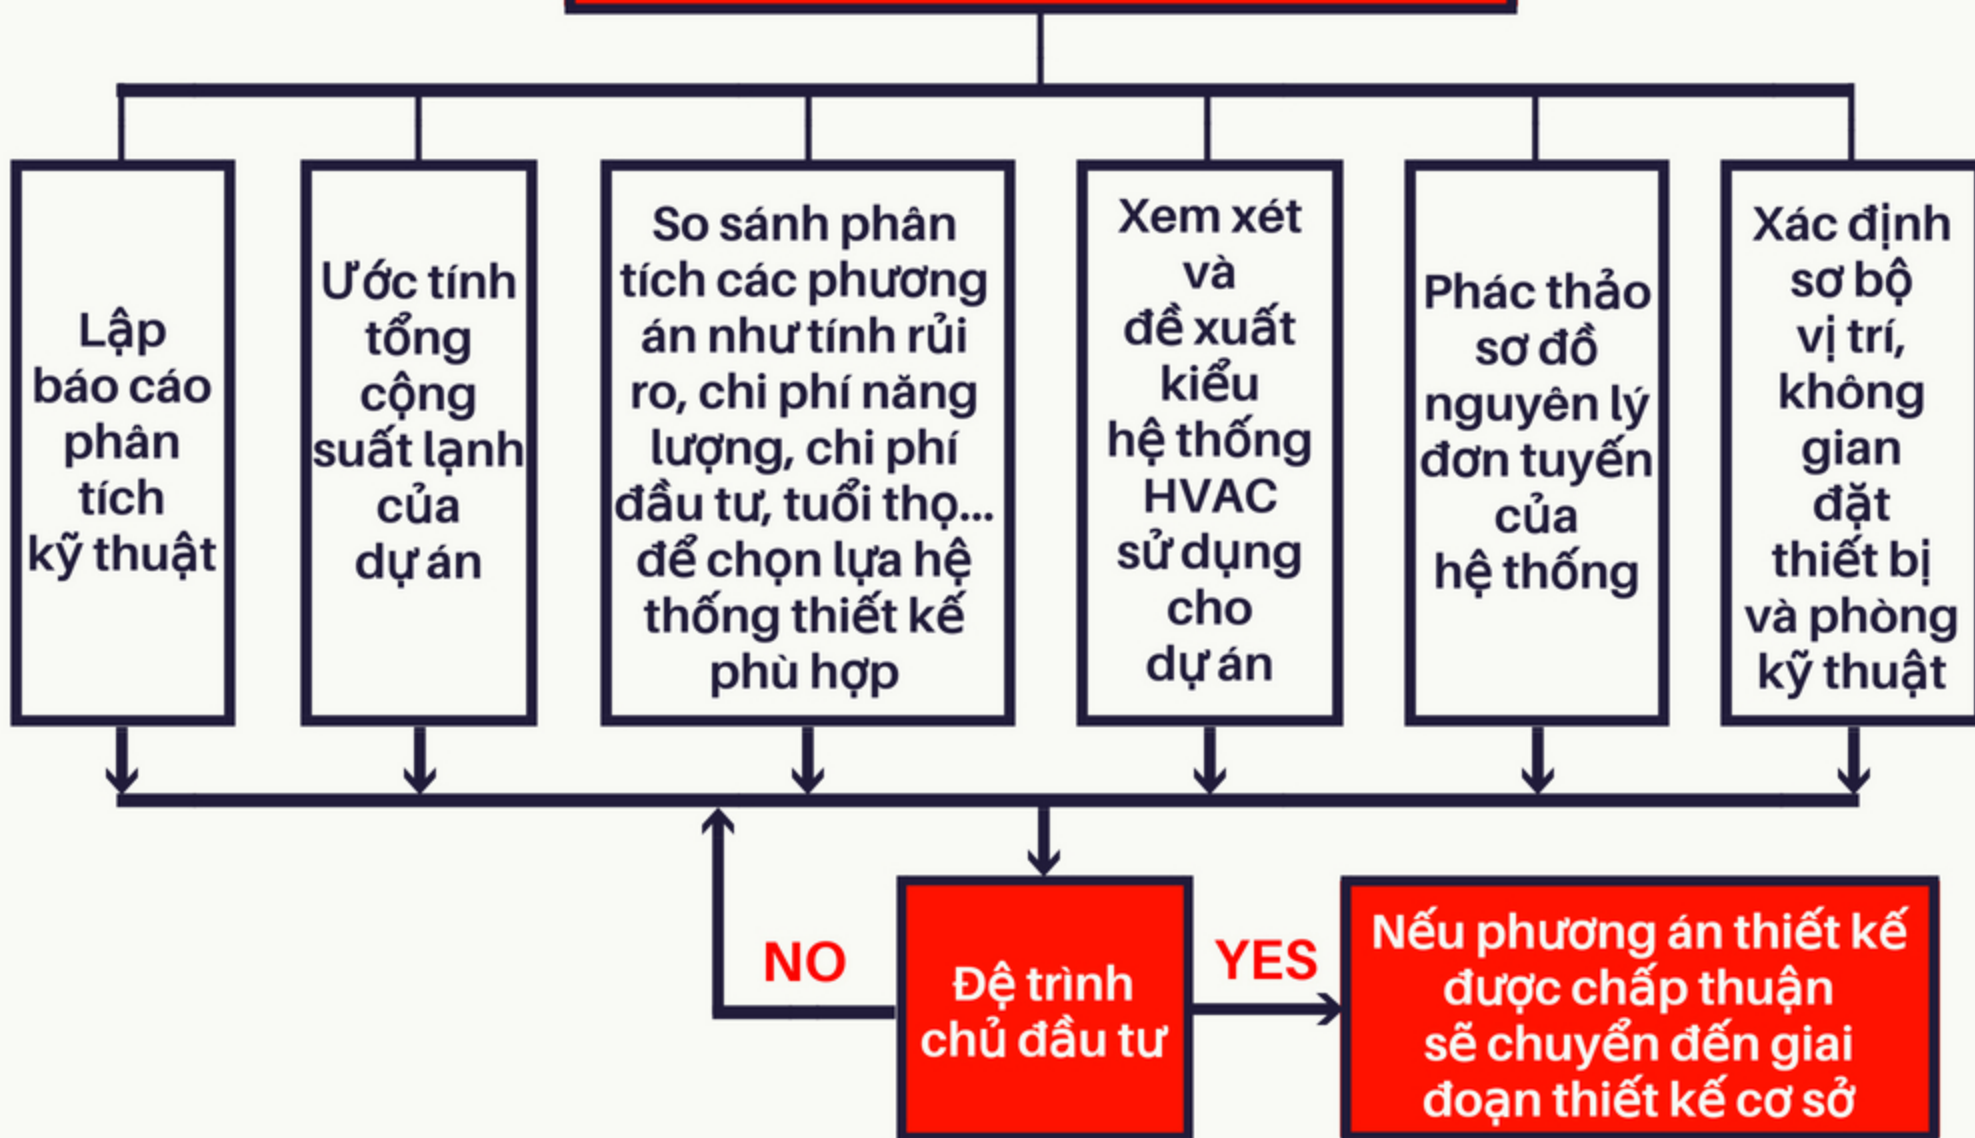 Lập
báo cáo
phân
tích
kỹ thuật
Ước tính
tổng
cộng
suất lạnh
của
dự án
So sánh phân
tích các phương
án như tính rủi
ro, chi phí năng
lượng, chi phí
đầu tư, tuổi thọ...
để chọn lựa hệ
thống thiết kế
phù hợp
Xem xét
và
đề xuất
kiểu
hệ thống
HVAC
sử dụng
cho
dự án
Phác thảo
sơ đồ
nguyên lý
đơn tuyến
của
hệ thống
Xác định
sơ bộ
vị trí,
không
gian
đặt
thiết bị
và phòng
kỹ thuật
NO
Đệ trình
chủ đầu tư
YES
Nếu phương án thiết kế
được chấp thuận
sẽ chuyển đến giai
đoạn thiết kế cơ sở